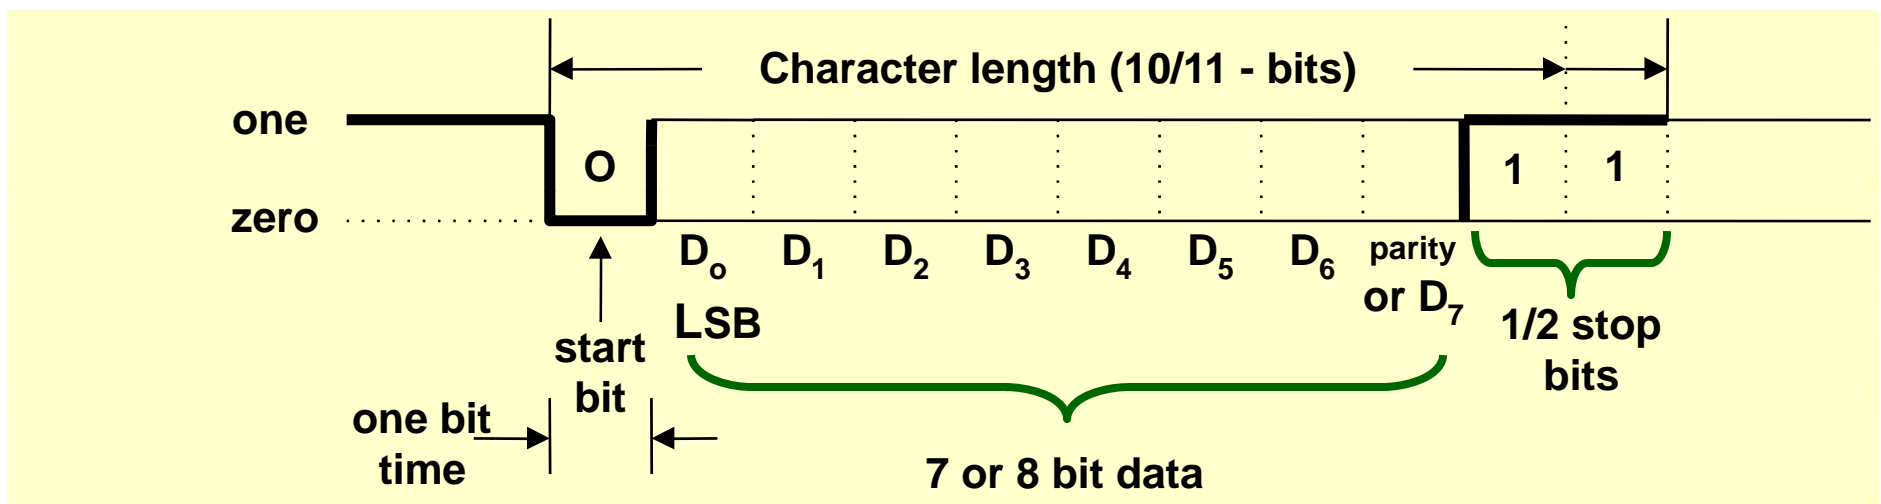 Character length (10/11 - bits)
one
O
1
1
zero
Do
D1
D2
D3
D4
D5
D6
parity
or D7
LSB
1/2 stop
bits
start
bit
one bit
time
7 or 8 bit data